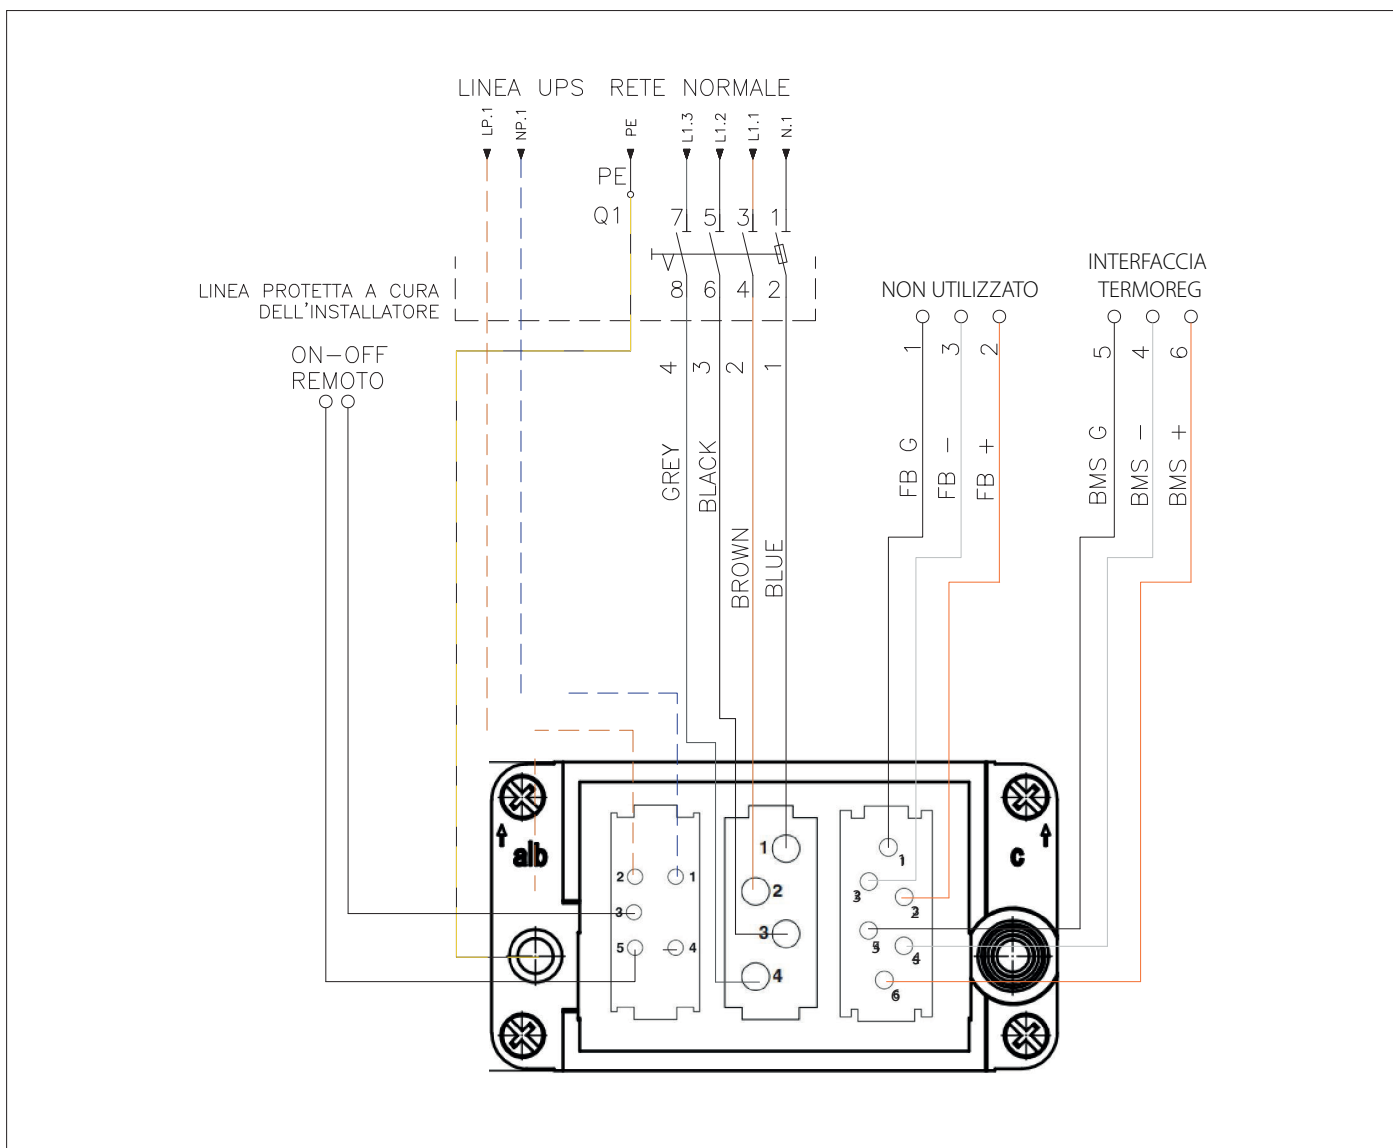 LINEA UPS RETE NORMALE
LP.1
NP.1
PE
L1.3
L1.2
L1.1
N.1
PE
Q1
7 5 3 1
8 6 4 2
LINEA PROTETTA A CURA
DELL'INSTALLATORE
ON-OFF
REMOTO
4
3
2
1
GREY
BLACK
BROWN
BLUE
NON UTILIZZATO
1
3
2
FB G
FB -
FB +
INTERFACCIA
TERMOREG
5
4
6
BMS G
BMS -
BMS +
a/b
c
2 1
3
5 4
1
2
3
4
1
3
2
5
4
6